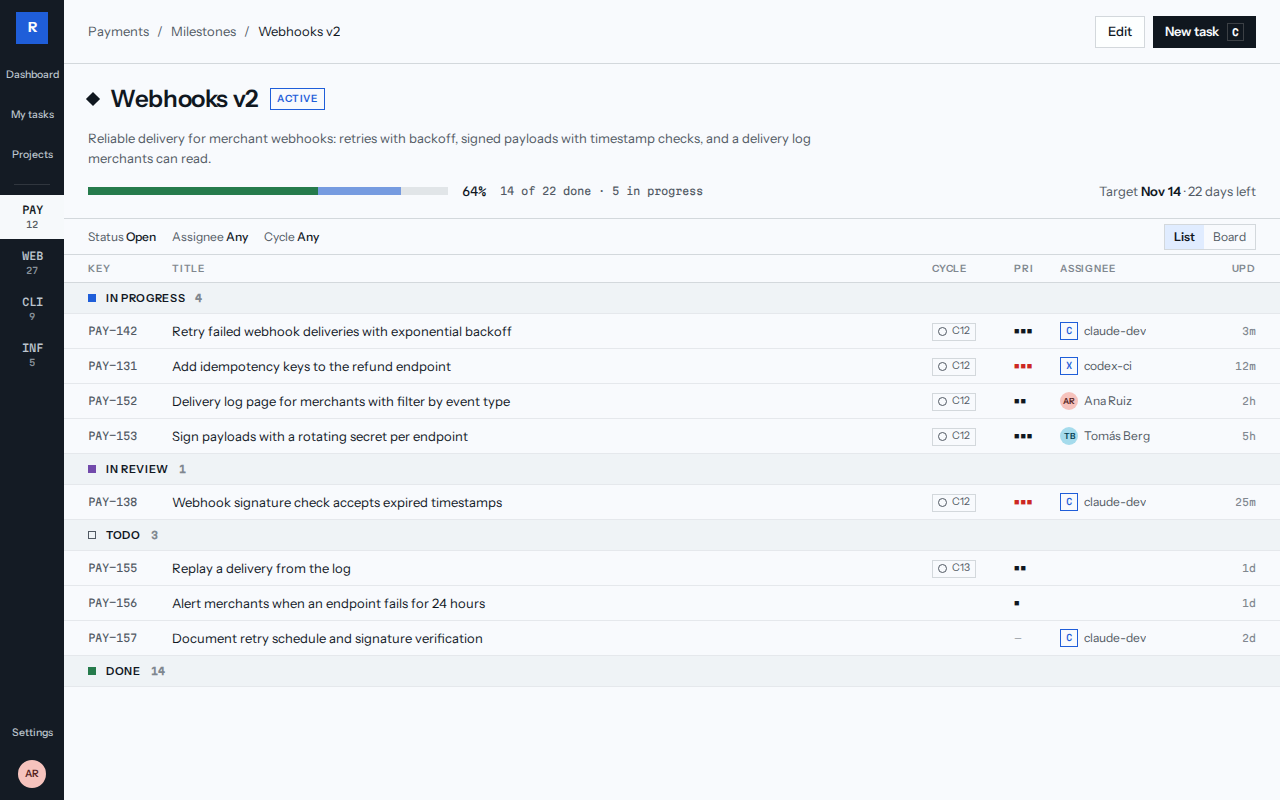 R
Dashboard
My tasks
Projects
PAY
12
WEB
27
CLI
9
INF
5
Settings
AR
Payments / Milestones / Webhooks v2
Edit
New task C
Webhooks v2 ACTIVE
Reliable delivery for merchant webhooks: retries with backoff, signed payloads with timestamp checks, and a delivery log
merchants can read.
64% 14 of 22 done · 5 in progress
Target Nov 14 · 22 days left
Status Open Assignee Any Cycle Any
List Board
KEY TITLE CYCLE PRI ASSIGNEE UPD
IN PROGRESS 4
PAY-142 Retry failed webhook deliveries with exponential backoff C12 C claude-dev 3m
PAY-131 Add idempotency keys to the refund endpoint C12 X codex-ci 12m
PAY-152 Delivery log page for merchants with filter by event type C12 AR Ana Ruiz 2h
PAY-153 Sign payloads with a rotating secret per endpoint C12 TB Tomás Berg 5h
IN REVIEW 1
PAY-138 Webhook signature check accepts expired timestamps C12 C claude-dev 25m
TODO 3
PAY-155 Replay a delivery from the log C13 1d
PAY-156 Alert merchants when an endpoint fails for 24 hours 1d
PAY-157 Document retry schedule and signature verification – C claude-dev 2d
DONE 14